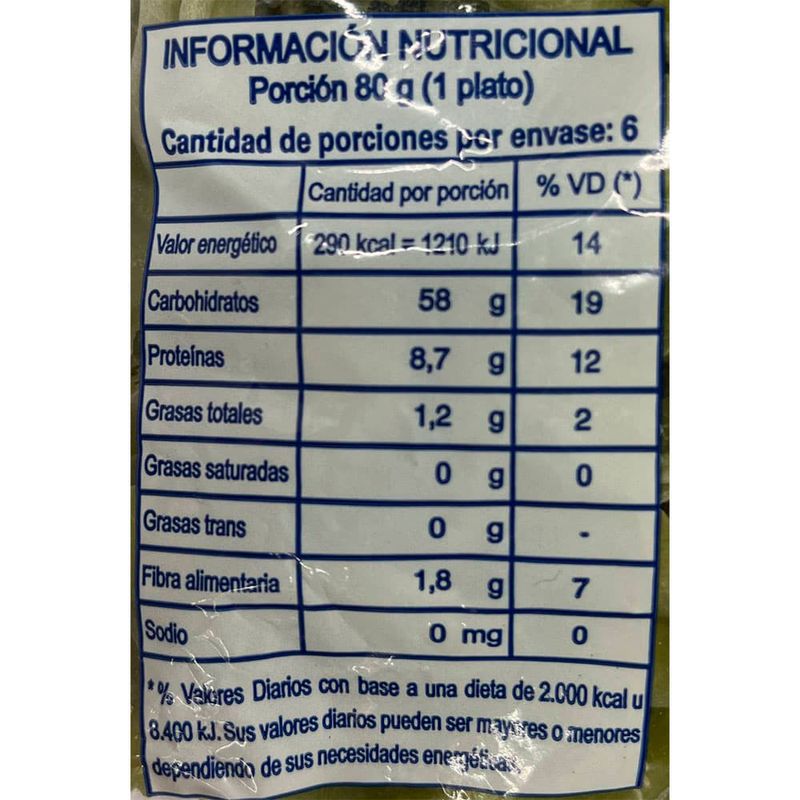 INFORMACIÓN NUTRICIONAL
Porción 80 g (1 plato)
Cantidad de porciones por envase: 6
Cantidad por porción % VD (*)
Valor energético 290 kcal = 1210 kJ 14
Carbohidratos 58 g 19
Proteínas 8,7 g 12
Grasas totales 1,2 g 2
Grasas saturadas 0 g 0
Grasas trans 0 g -
Fibra alimentaria 1,8 g 7
Sodio 0 mg 0
*% Valores Diarios con base a una dieta de 2.000 kcal u
8.400 kJ. Sus valores diarios pueden ser mayores o menores
dependiendo de sus necesidades energéticas.